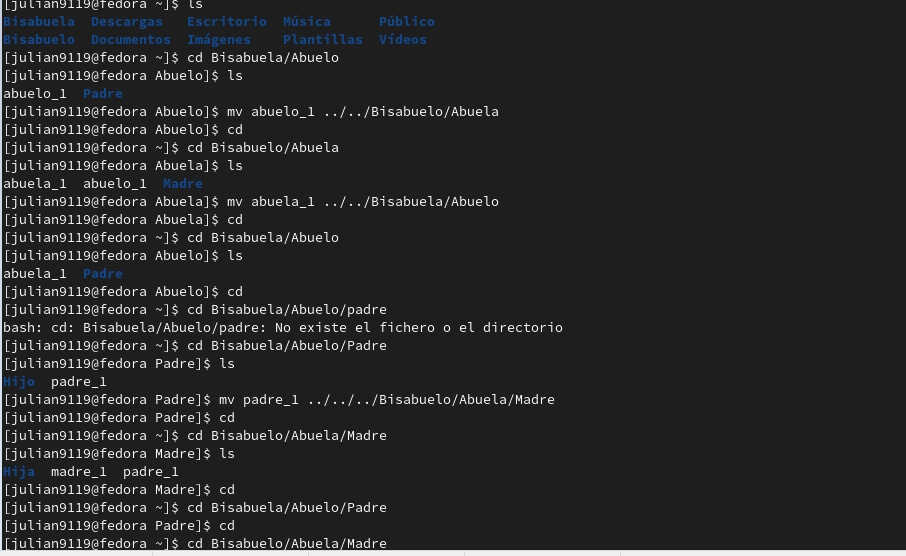 [julian9119@fedora ~]$ ls
Bisabuela  Descargas   Escritorio  Música      Público
Bisabuelo  Documentos  Imágenes    Plantillas  Vídeos
[julian9119@fedora ~]$ cd Bisabuela/Abuelo
[julian9119@fedora Abuelo]$ ls
abuelo_1  Padre
[julian9119@fedora Abuelo]$ mv abuelo_1 ../../Bisabuelo/Abuela
[julian9119@fedora Abuelo]$ cd
[julian9119@fedora ~]$ cd Bisabuelo/Abuela
[julian9119@fedora Abuela]$ ls
abuela_1  abuelo_1  Madre
[julian9119@fedora Abuela]$ mv abuela_1 ../../Bisabuela/Abuelo
[julian9119@fedora Abuela]$ cd
[julian9119@fedora ~]$ cd Bisabuela/Abuelo
[julian9119@fedora Abuelo]$ ls
abuela_1  Padre
[julian9119@fedora Abuelo]$ cd
[julian9119@fedora ~]$ cd Bisabuela/Abuelo/padre
bash: cd: Bisabuela/Abuelo/padre: No existe el fichero o el directorio
[julian9119@fedora ~]$ cd Bisabuela/Abuelo/Padre
[julian9119@fedora Padre]$ ls
Hijo  padre_1
[julian9119@fedora Padre]$ mv padre_1 ../../../Bisabuelo/Abuela/Madre
[julian9119@fedora Padre]$ cd
[julian9119@fedora ~]$ cd Bisabuelo/Abuela/Madre
[julian9119@fedora Madre]$ ls
Hija  madre_1  padre_1
[julian9119@fedora Madre]$ cd
[julian9119@fedora ~]$ cd Bisabuela/Abuelo/Padre
[julian9119@fedora Padre]$ cd
[julian9119@fedora ~]$ cd Bisabuelo/Abuela/Madre